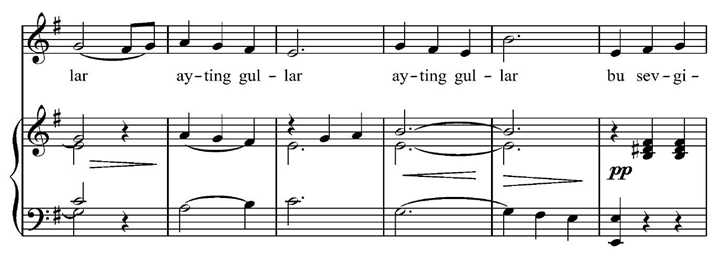 lar ay-ting gul-lar ay-ting gul-lar bu sev-gi-
pp